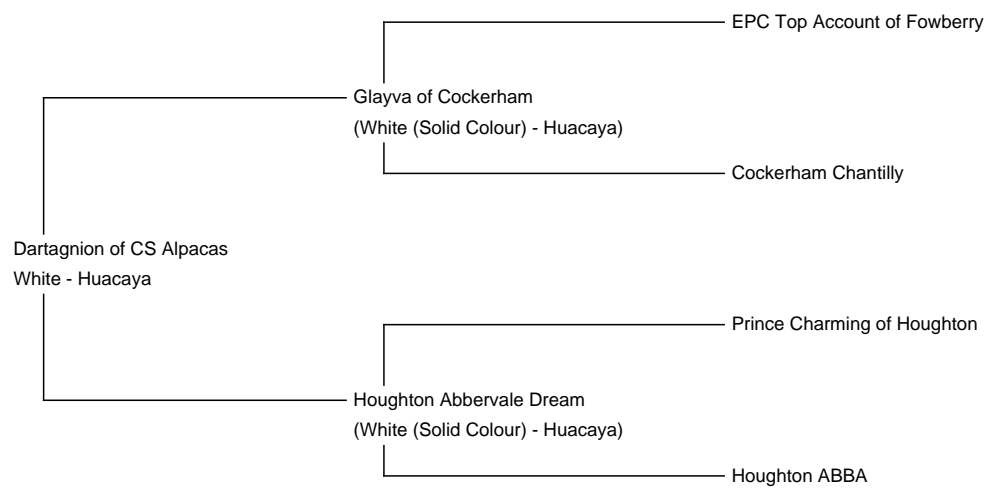 EPC Top Account of Fowberry
Glayva of Cockerham
(White (Solid Colour) - Huacaya)
Cockerham Chantilly
Dartagnion of CS Alpacas
White - Huacaya
Prince Charming of Houghton
Houghton Abbervale Dream
(White (Solid Colour) - Huacaya)
Houghton ABBA